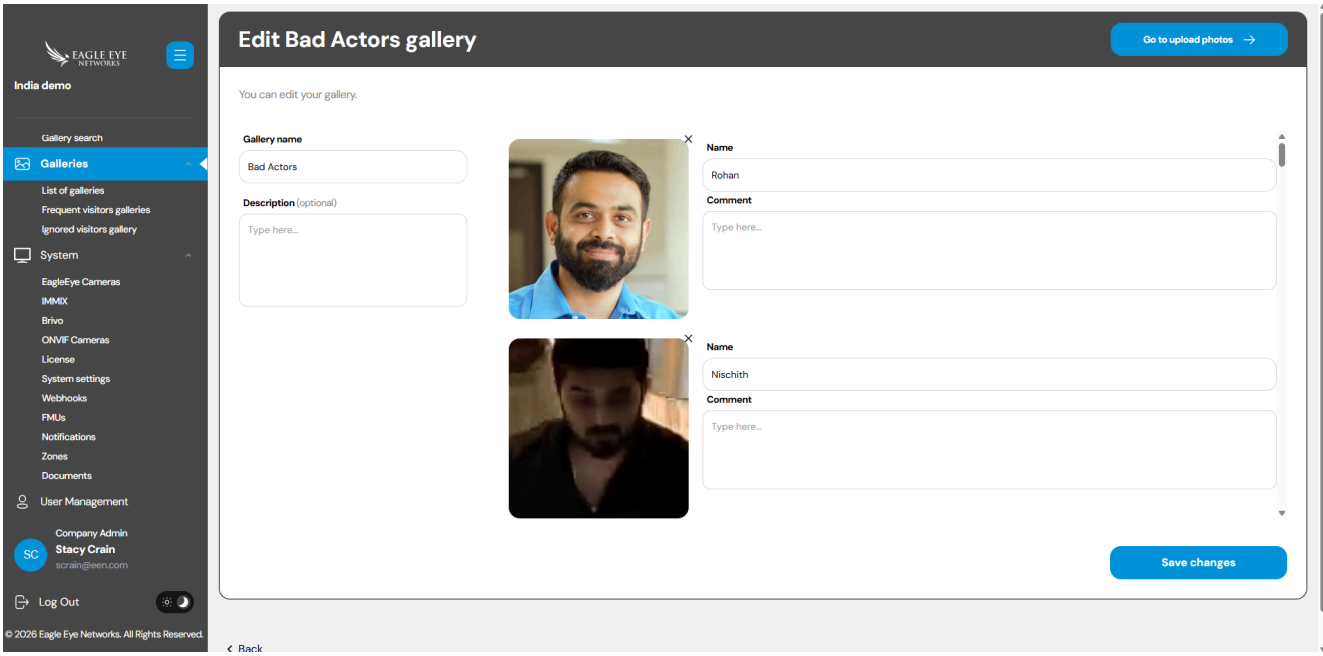 EAGLE EYE
NETWORKS
India demo
Gallery search
Galleries
List of galleries
Frequent visitors galleries
Ignored visitors gallery
System
EagleEye Cameras
IMMIX
Brivo
ONVIF Cameras
License
System settings
Webhooks
FMUs
Notifications
Zones
Documents
User Management
Company Admin
SC
Stacy Crain
scrain@een.com
Log Out
© 2026 Eagle Eye Networks. All Rights Reserved.
Edit Bad Actors gallery
Go to upload photos →
You can edit your gallery.
Gallery name
Bad Actors
Description (optional)
Type here...
Name
Rohan
Comment
Type here...
Name
Nischith
Comment
Type here...
Save changes
< Back